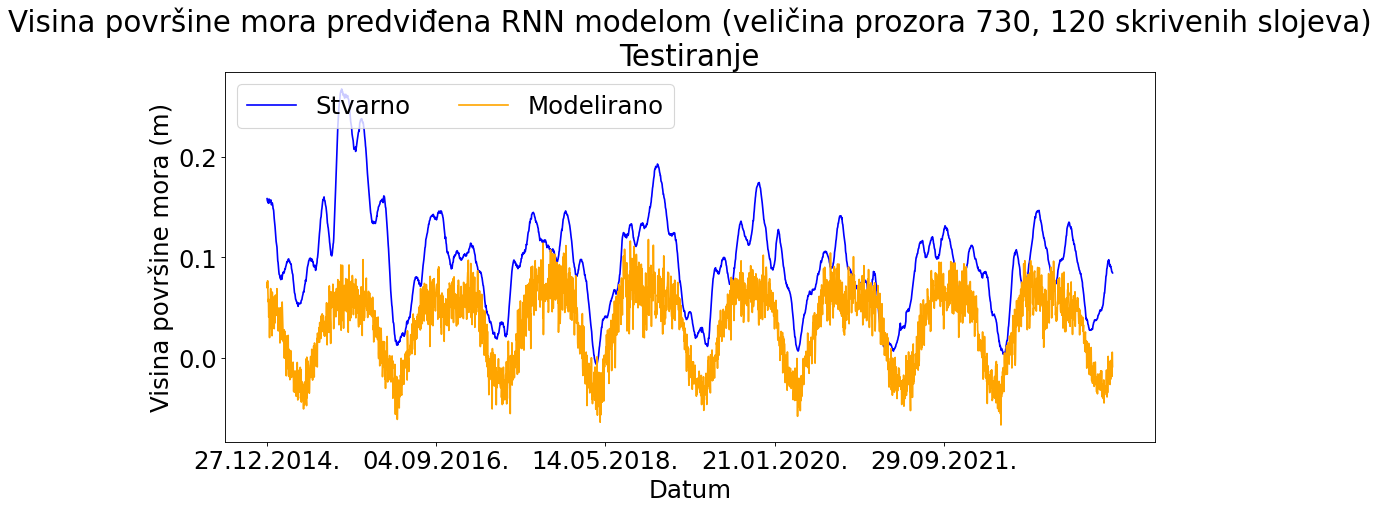 Visina površine mora predviđena RNN modelom (veličina prozora 730, 120 skrivenih slojeva)
Testiranje
Stvarno Modelirano
Visina površine mora (m)
0.2
0.1
0.0
27.12.2014. 04.09.2016. 14.05.2018. 21.01.2020. 29.09.2021.
Datum